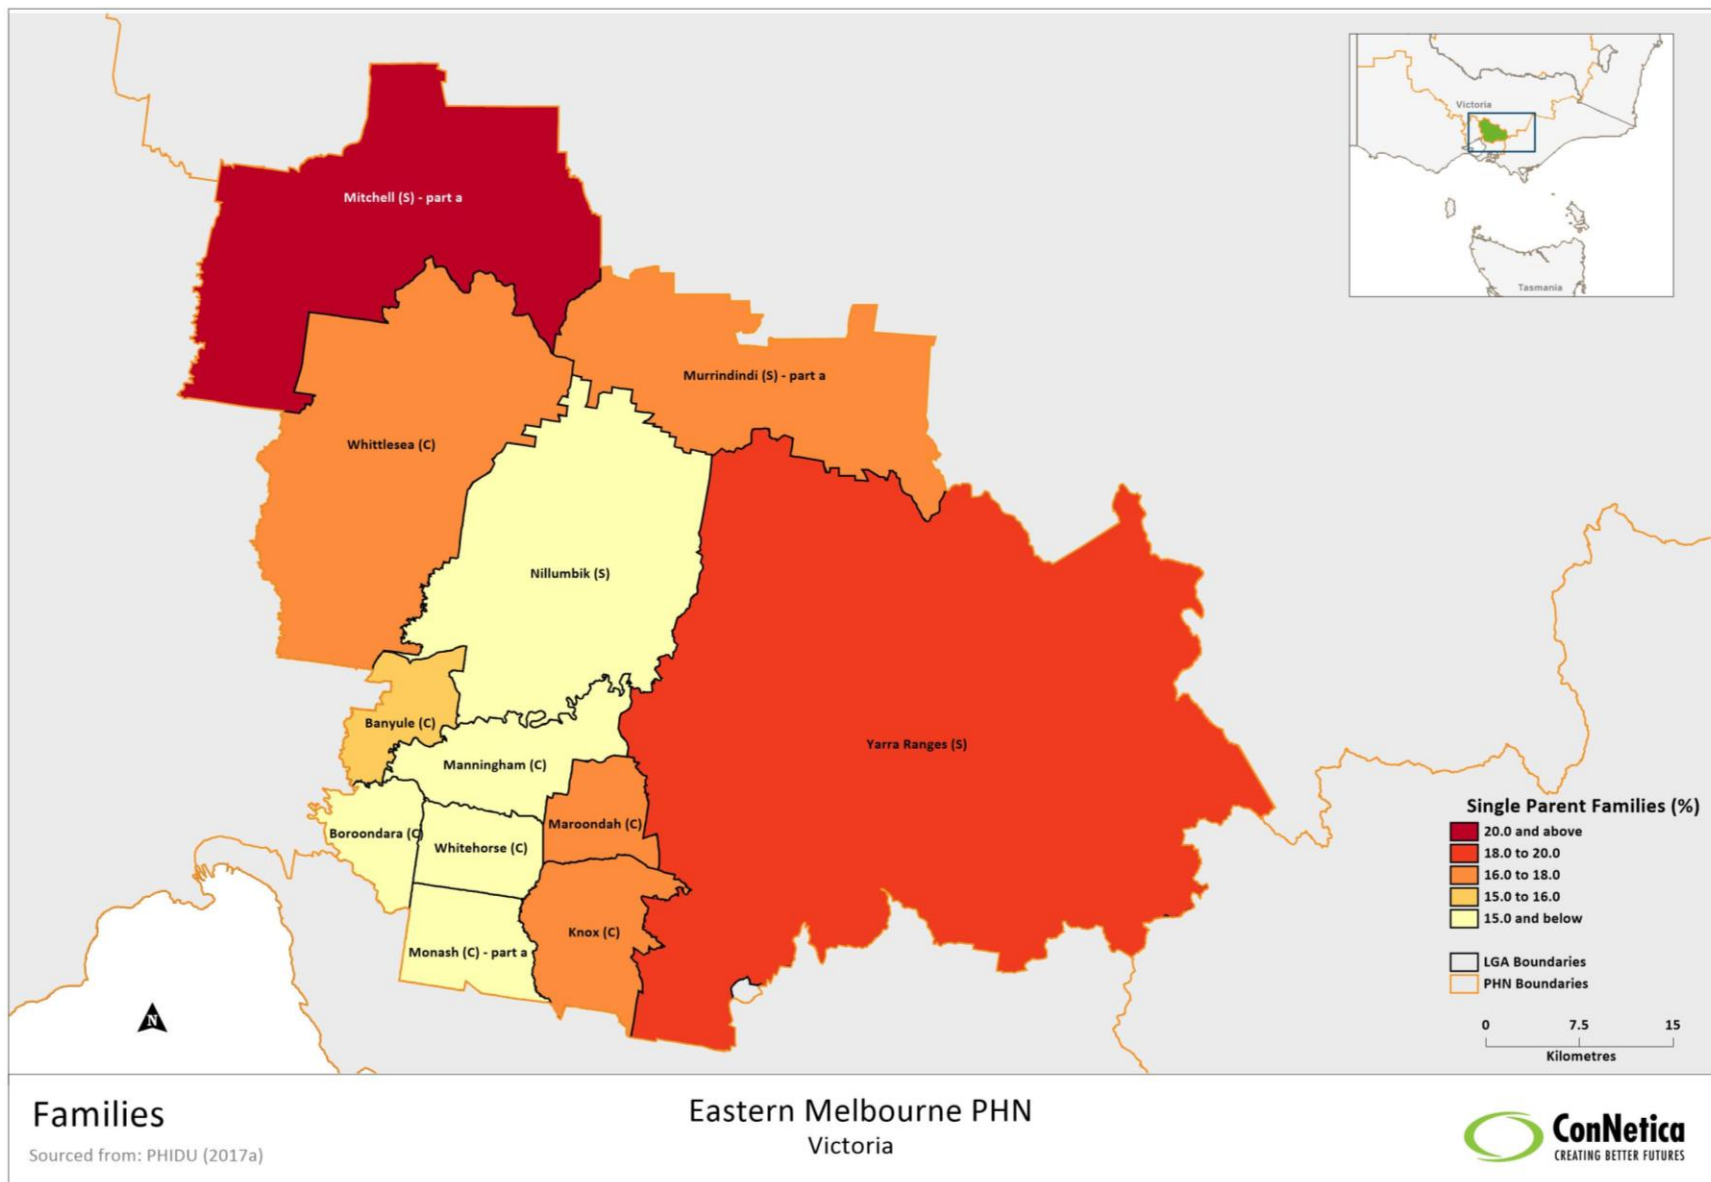 Victoria
Tasmania
Mitchell (S) - part a
Murrindindi (S) - part a
Whittlesea (C)
Nillumbik (S)
Banyule (C)
Yarra Ranges (S)
Manningham (C)
Maroondah (C)
Boroondara (C)
Whitehorse (C)
Knox (C)
Monash (C) - part a
Single Parent Families (%)
20.0 and above
18.0 to 20.0
16.0 to 18.0
15.0 to 16.0
15.0 and below
LGA Boundaries
PHN Boundaries
0 7.5 15
Kilometres
N
Families
Sourced from: PHIDU (2017a)
Eastern Melbourne PHN
Victoria
ConNetica
CREATING BETTER FUTURES